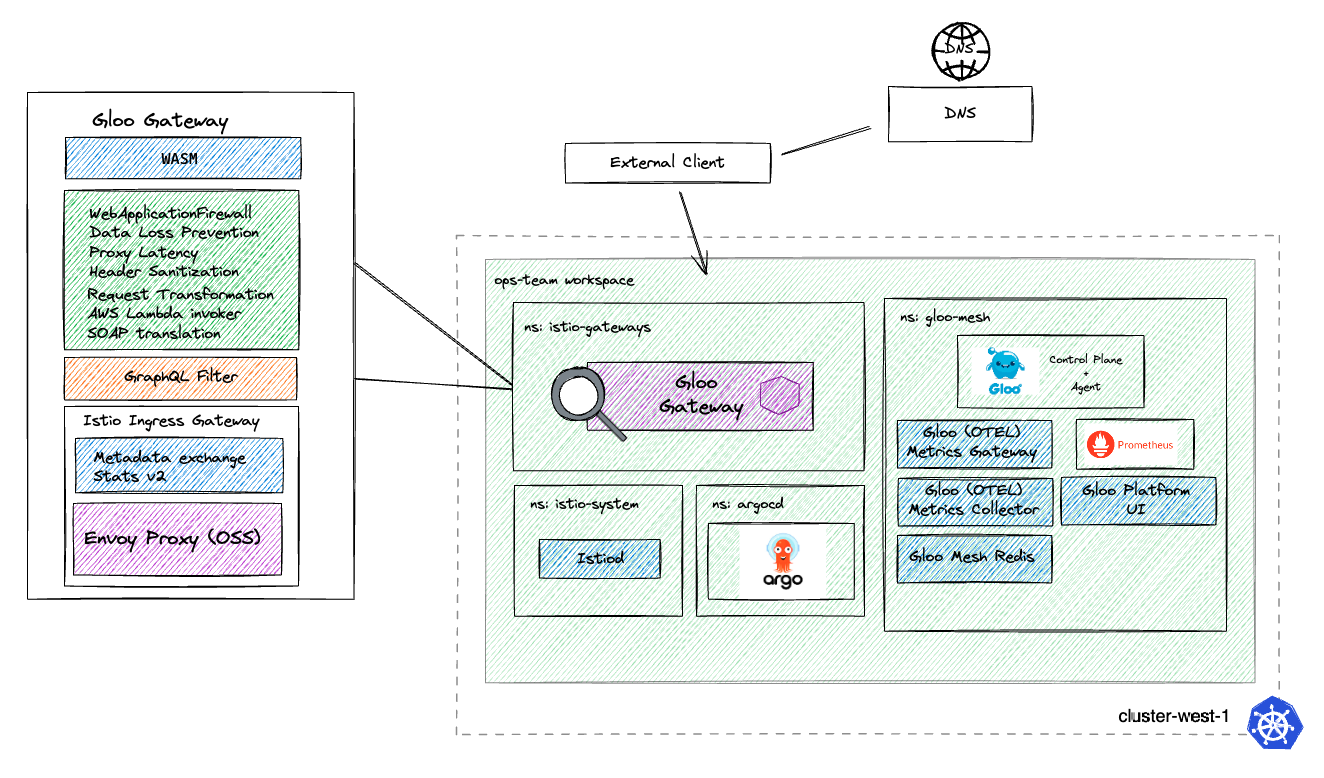 DNS
DNS
External Client
Gloo Gateway
WASM
WebApplicationFirewall
Data Loss Prevention
Proxy Latency
Header Sanitization
Request Transformation
AWS Lambda invoker
SOAP translation
GraphQL Filter
Istio Ingress Gateway
Metadata exchange
Stats v2
Envoy Proxy (OSS)
ops-team workspace
ns: istio-gateways
Gloo
Gateway
ns: istio-system
Istiod
ns: argocd
argo
ns: gloo-mesh
Gloo
Control Plane
+
Agent
Gloo (OTEL)
Metrics Gateway
Prometheus
Gloo (OTEL)
Metrics Collector
Gloo Platform
UI
Gloo Mesh Redis
cluster-west-1